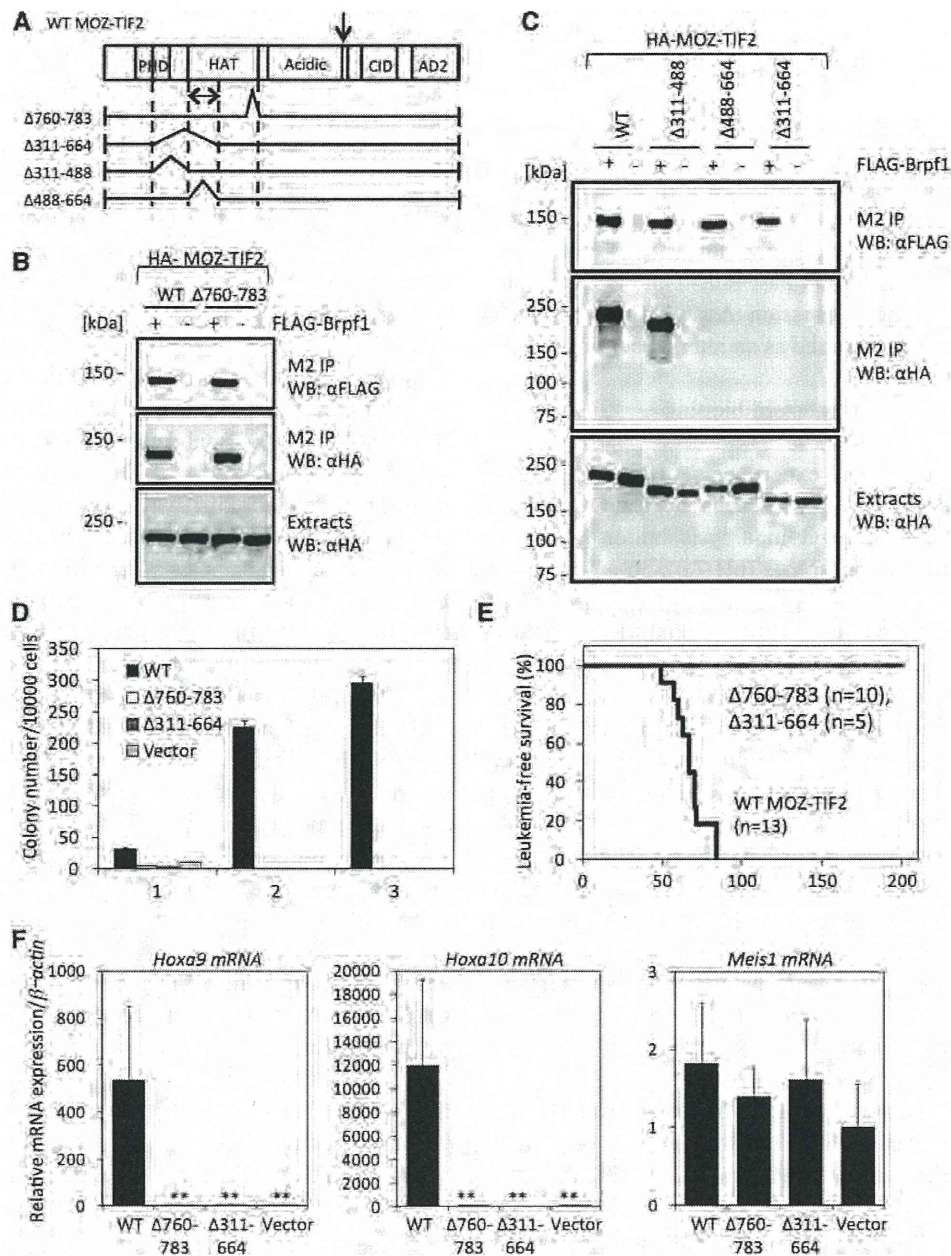 A
WT MOZ-TIF2
PHD HAT Acidic CID AD2
Δ760-783
Δ311-664
Δ311-488
Δ488-664
B
HA- MOZ-TIF2
WT Δ760-783
[kDa] + - + - FLAG-Brpf1
150 - M2 IP
WB: αFLAG
250 - M2 IP
WB: αHA
250 - Extracts
WB: αHA
C
HA-MOZ-TIF2
WT Δ311-488 Δ488-664 Δ311-664
+ - + - + - + - FLAG-Brpf1
[kDa]
150 - M2 IP
WB: αFLAG
250 -
150 - M2 IP
WB: αHA
100 -
75 -
250 -
150 - Extracts
WB: αHA
100 -
75 -
D
Colony number/10000 cells
350
300
250
200
150
100
50
0
WT
Δ760-783
Δ311-664
Vector
1 2 3
E
Leukemia-free survival (%)
100
80
60
40
20
0
Δ760-783 (n=10),
Δ311-664 (n=5)
WT MOZ-TIF2
(n=13)
0 50 100 150 200
F
Relative mRNA expression/β-actin
Hoxa9 mRNA
1000
800
600
400
200
0
** ** **
WT Δ760- Δ311- Vector
783 664
Hoxa10 mRNA
20000
18000
16000
14000
12000
10000
8000
6000
4000
2000
0
** ** **
WT Δ760- Δ311- Vector
783 664
Meis1 mRNA
3
2
1
0
WT Δ760- Δ311- Vector
783 664